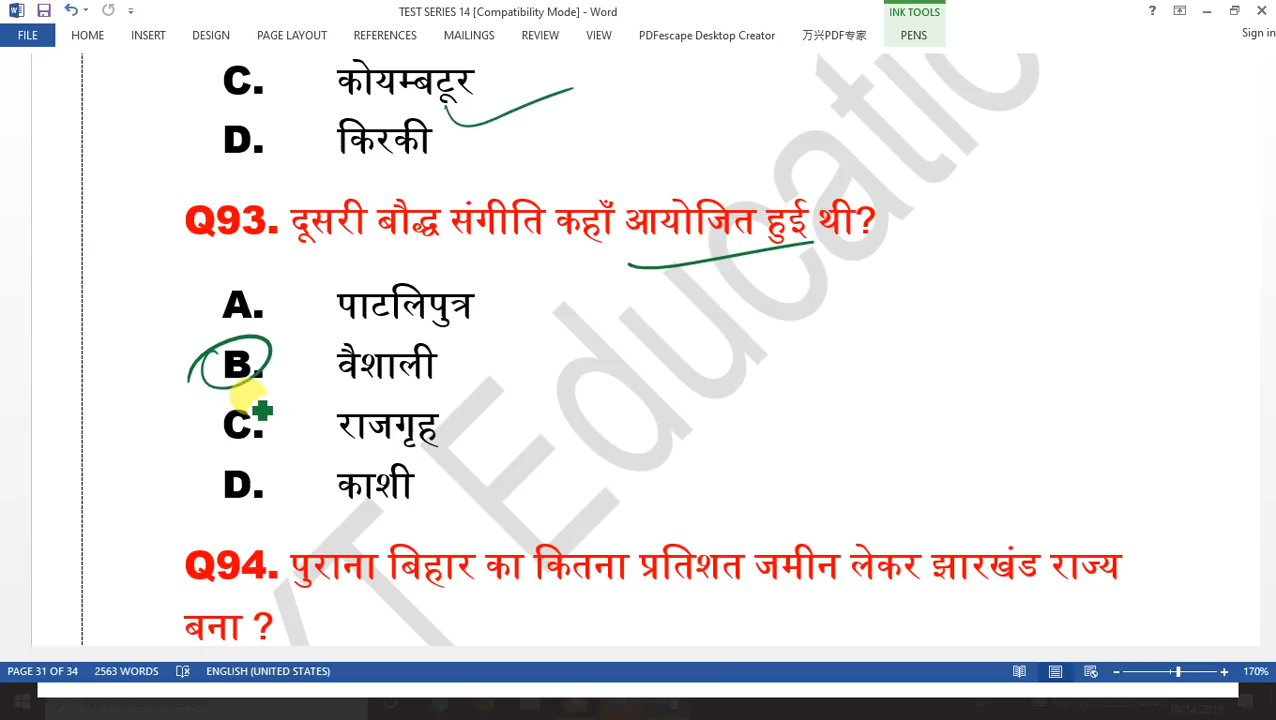 TEST SERIES 14 [Compatibility Mode] - Word
INK TOOLS
FILE HOME INSERT DESIGN PAGE LAYOUT REFERENCES MAILINGS REVIEW VIEW PDFescape Desktop Creator 万兴PDF专家 PENS Sign in
C. कोयम्बटूर
D. किरकी
Q93. दूसरी बौद्ध संगीति कहाँ आयोजित हुई थी?
A. पाटलिपुत्र
B. वैशाली
C. राजगृह
D. काशी
Q94. पुराना बिहार का कितना प्रतिशत जमीन लेकर झारखंड राज्य
बना ?
PAGE 31 OF 34 2563 WORDS ENGLISH (UNITED STATES) 170%
10/14/2019